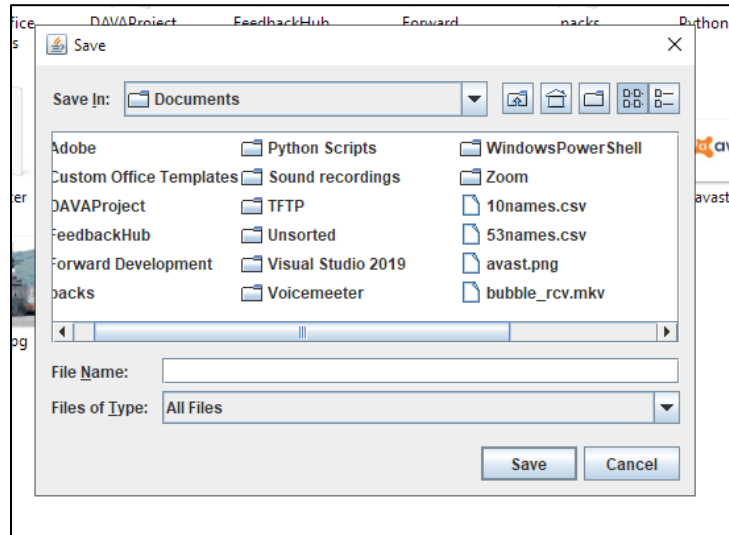 DAVAProject FeedbackHub Forward packs Python
Save
Save In: Documents
Adobe Python Scripts WindowsPowerShell
Custom Office Templates Sound recordings Zoom
DAVAProject TFTP 10names.csv
FeedbackHub Unsorted 53names.csv
Forward Development Visual Studio 2019 avast.png
packs Voicemeeter bubble_rcv.mkv
File Name:
Files of Type: All Files
Save Cancel
avast